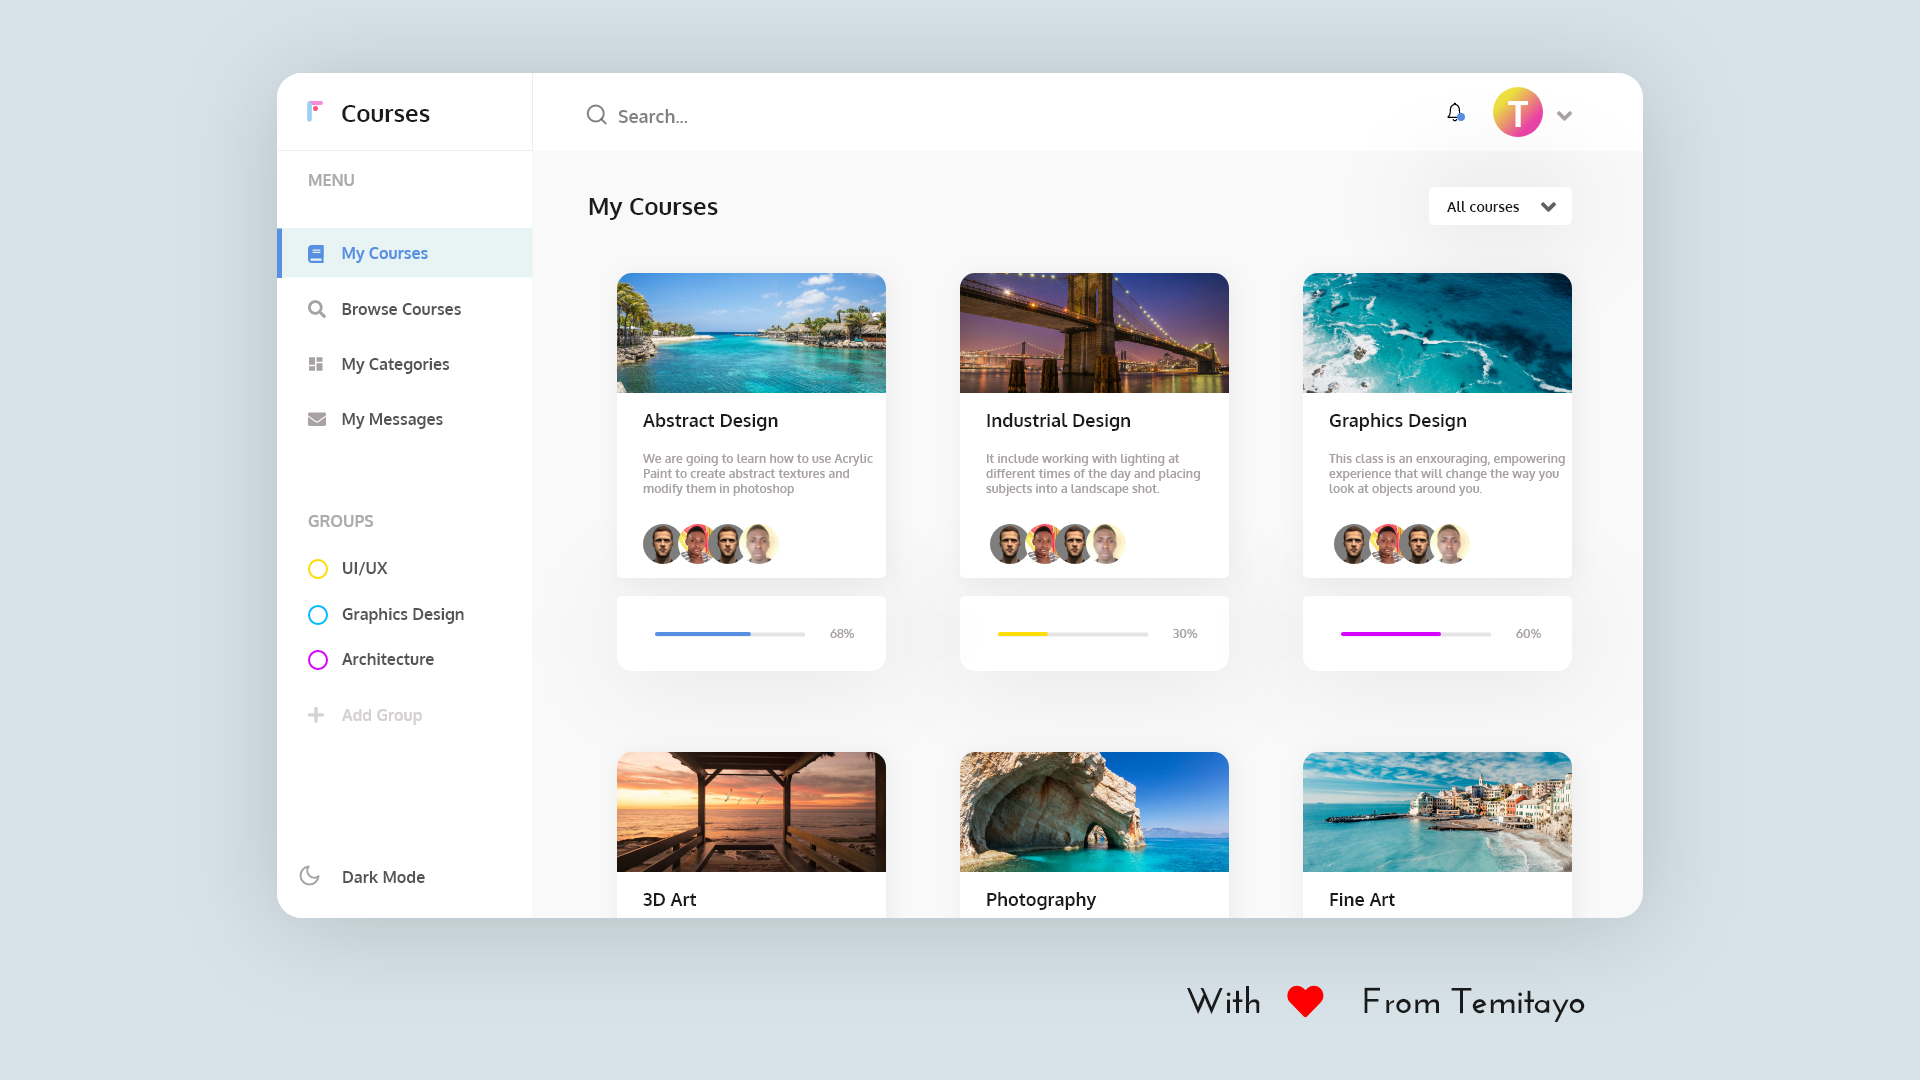 Courses
Search...
T
MENU
My Courses
Browse Courses
My Categories
My Messages
GROUPS
UI/UX
Graphics Design
Architecture
Add Group
Dark Mode
My Courses
All courses
Abstract Design
We are going to learn how to use Acrylic
Paint to create abstract textures and
modify them in photoshop
68%
Industrial Design
It include working with lighting at
different times of the day and placing
subjects into a landscape shot.
30%
Graphics Design
This class is an enxouraging, empowering
experience that will change the way you
look at objects around you.
60%
3D Art
Photography
Fine Art
With From Temitayo